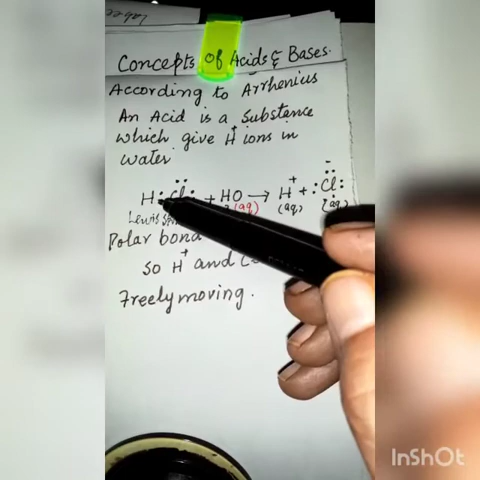 Concepts Of Acids & Bases.
According to Arrhenius
An Acid is a Substence
which give H+ ions in
water
H : Cl : + HO → H+ + : Cl : -
(aq) (aq) (aq)
Lewis
Polar bond
So H+ and
Freely moving.
InShOt